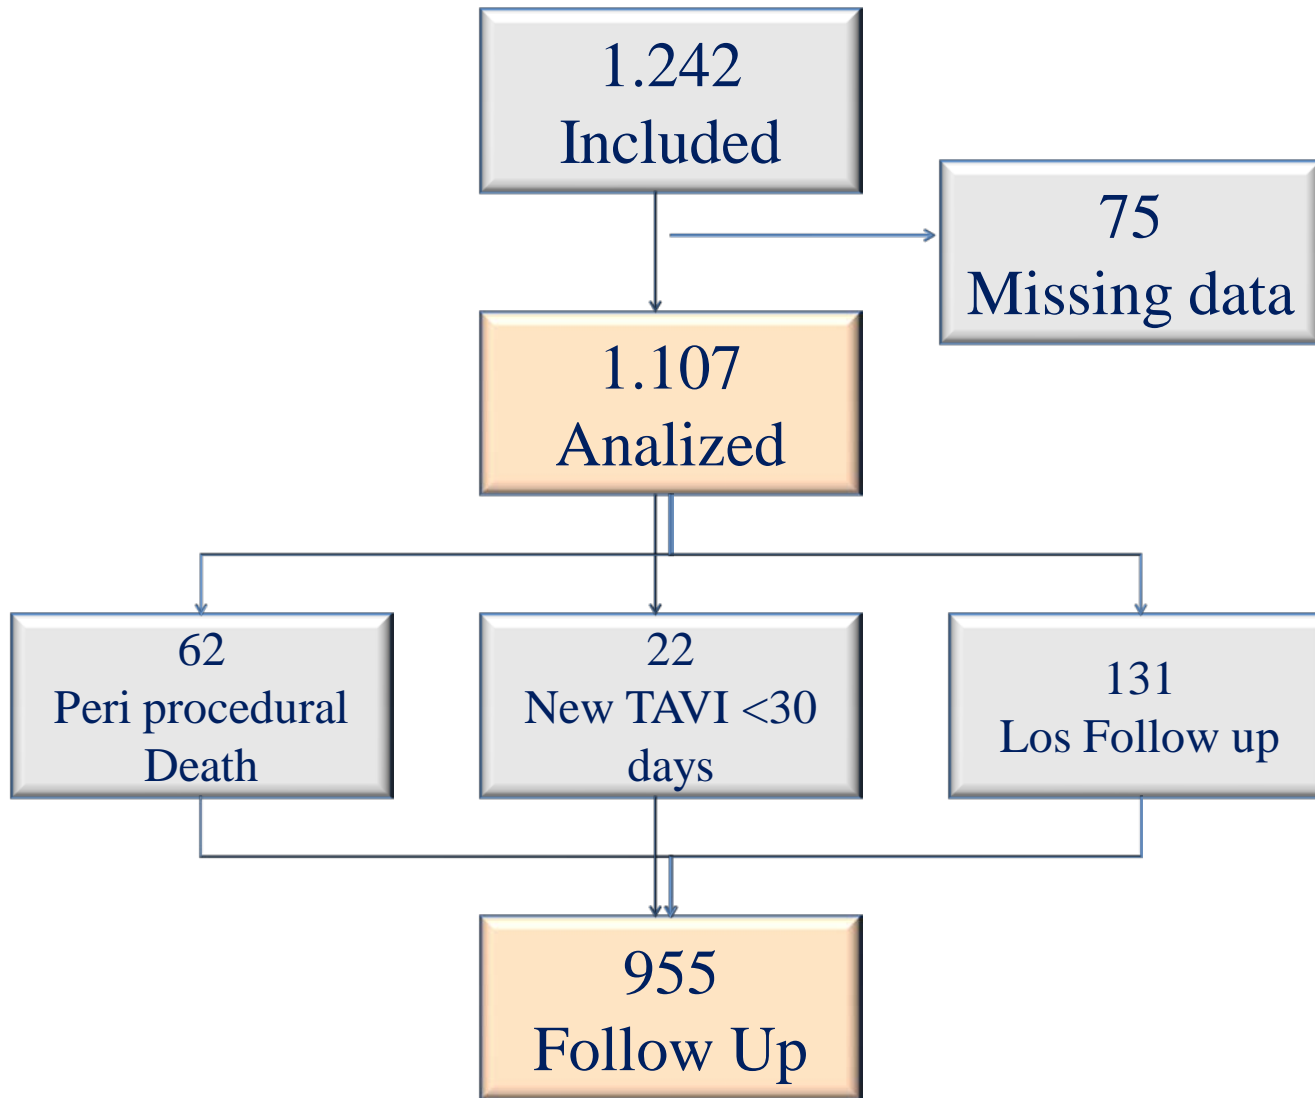 1.242
Included
75
Missing data
1.107
Analized
62
Peri procedural
Death
22
New TAVI <30
days
131
Los Follow up
955
Follow Up